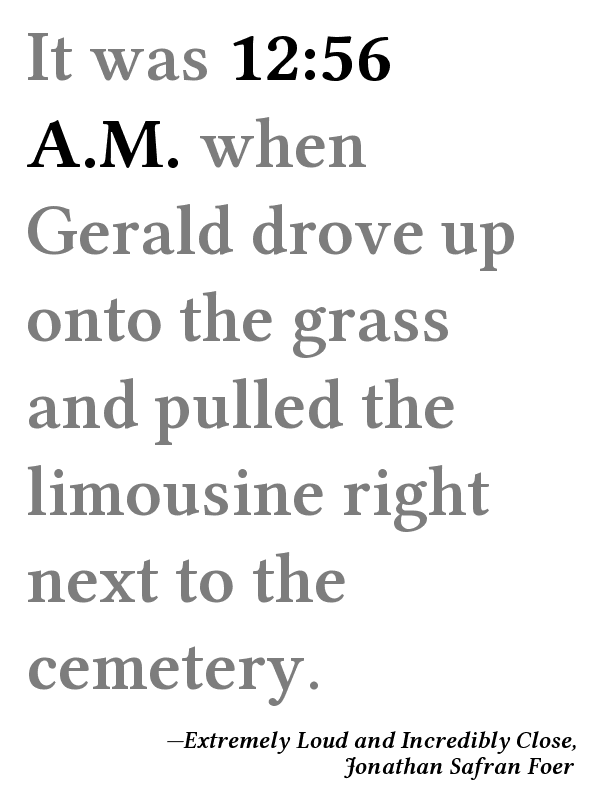 It was 12:56
A.M. when
Gerald drove up
onto the grass
and pulled the
limousine right
next to the
cemetery.
—Extremely Loud and Incredibly Close,
Jonathan Safran Foer